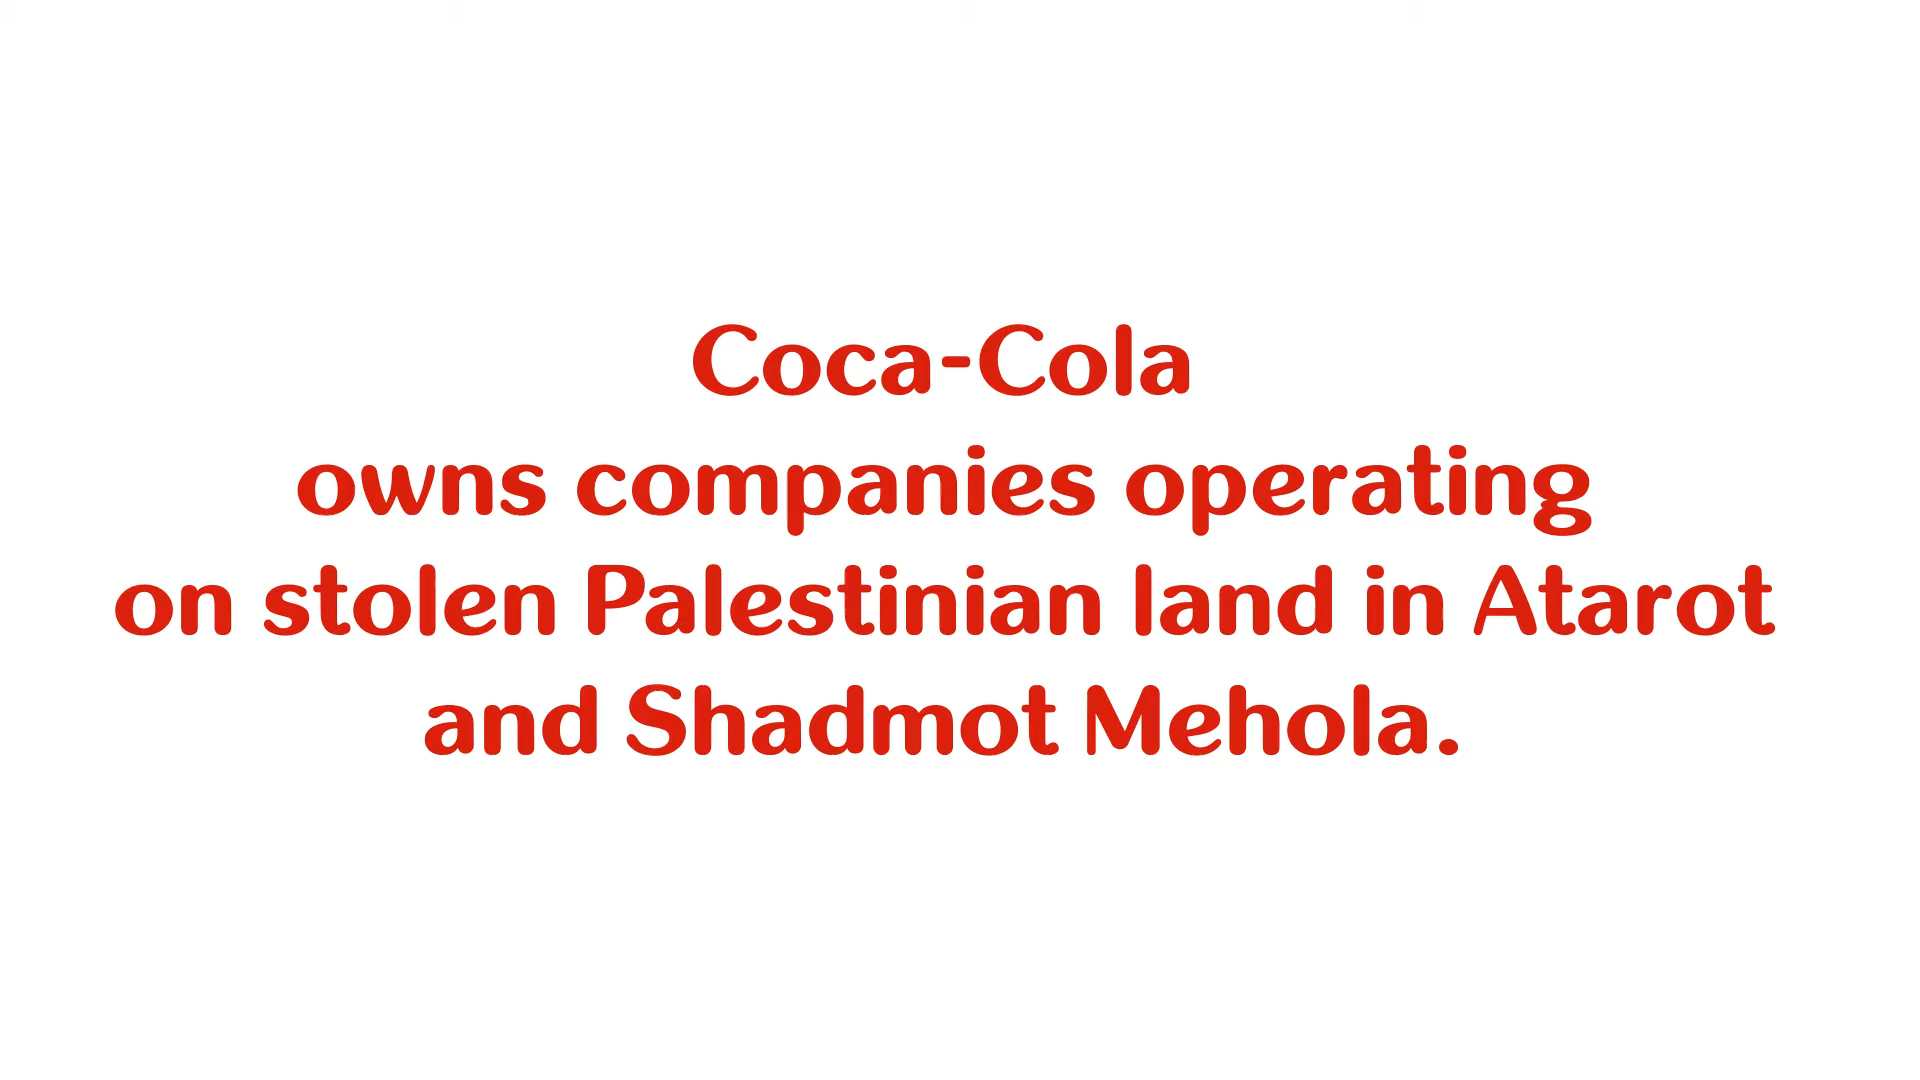 Coca-Cola
owns companies operating
on stolen Palestinian land in Atarot
and Shadmot Mehola.